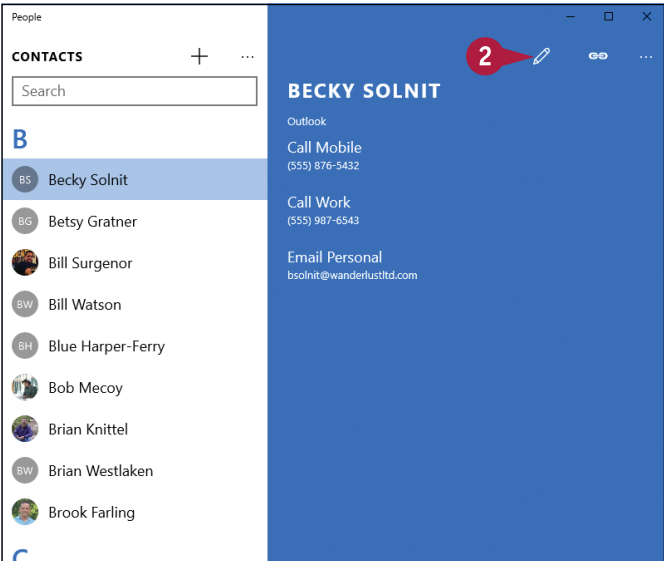 People
CONTACTS
Search
B
BS Becky Solnit
BG Betsy Gratner
Bill Surgenor
BW Bill Watson
BH Blue Harper-Ferry
Bob Mecoy
Brian Knittel
BW Brian Westlaken
Brook Farling
C
2
BECKY SOLNIT
Outlook
Call Mobile
(555) 876-5432
Call Work
(555) 987-6543
Email Personal
bsolnit@wanderlustltd.com